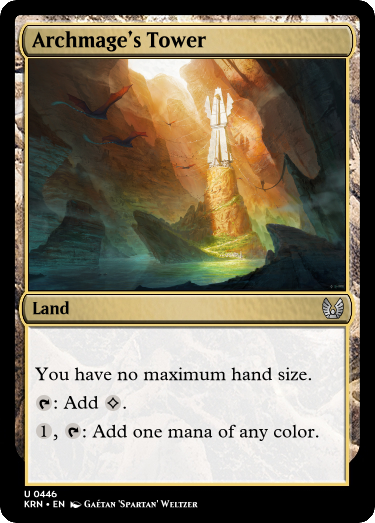 Archmage's Tower
Land
You have no maximum hand size.
: Add .
1, : Add one mana of any color.
U 0446
KRN • EN Gaétan 'Spartan' Weltzer